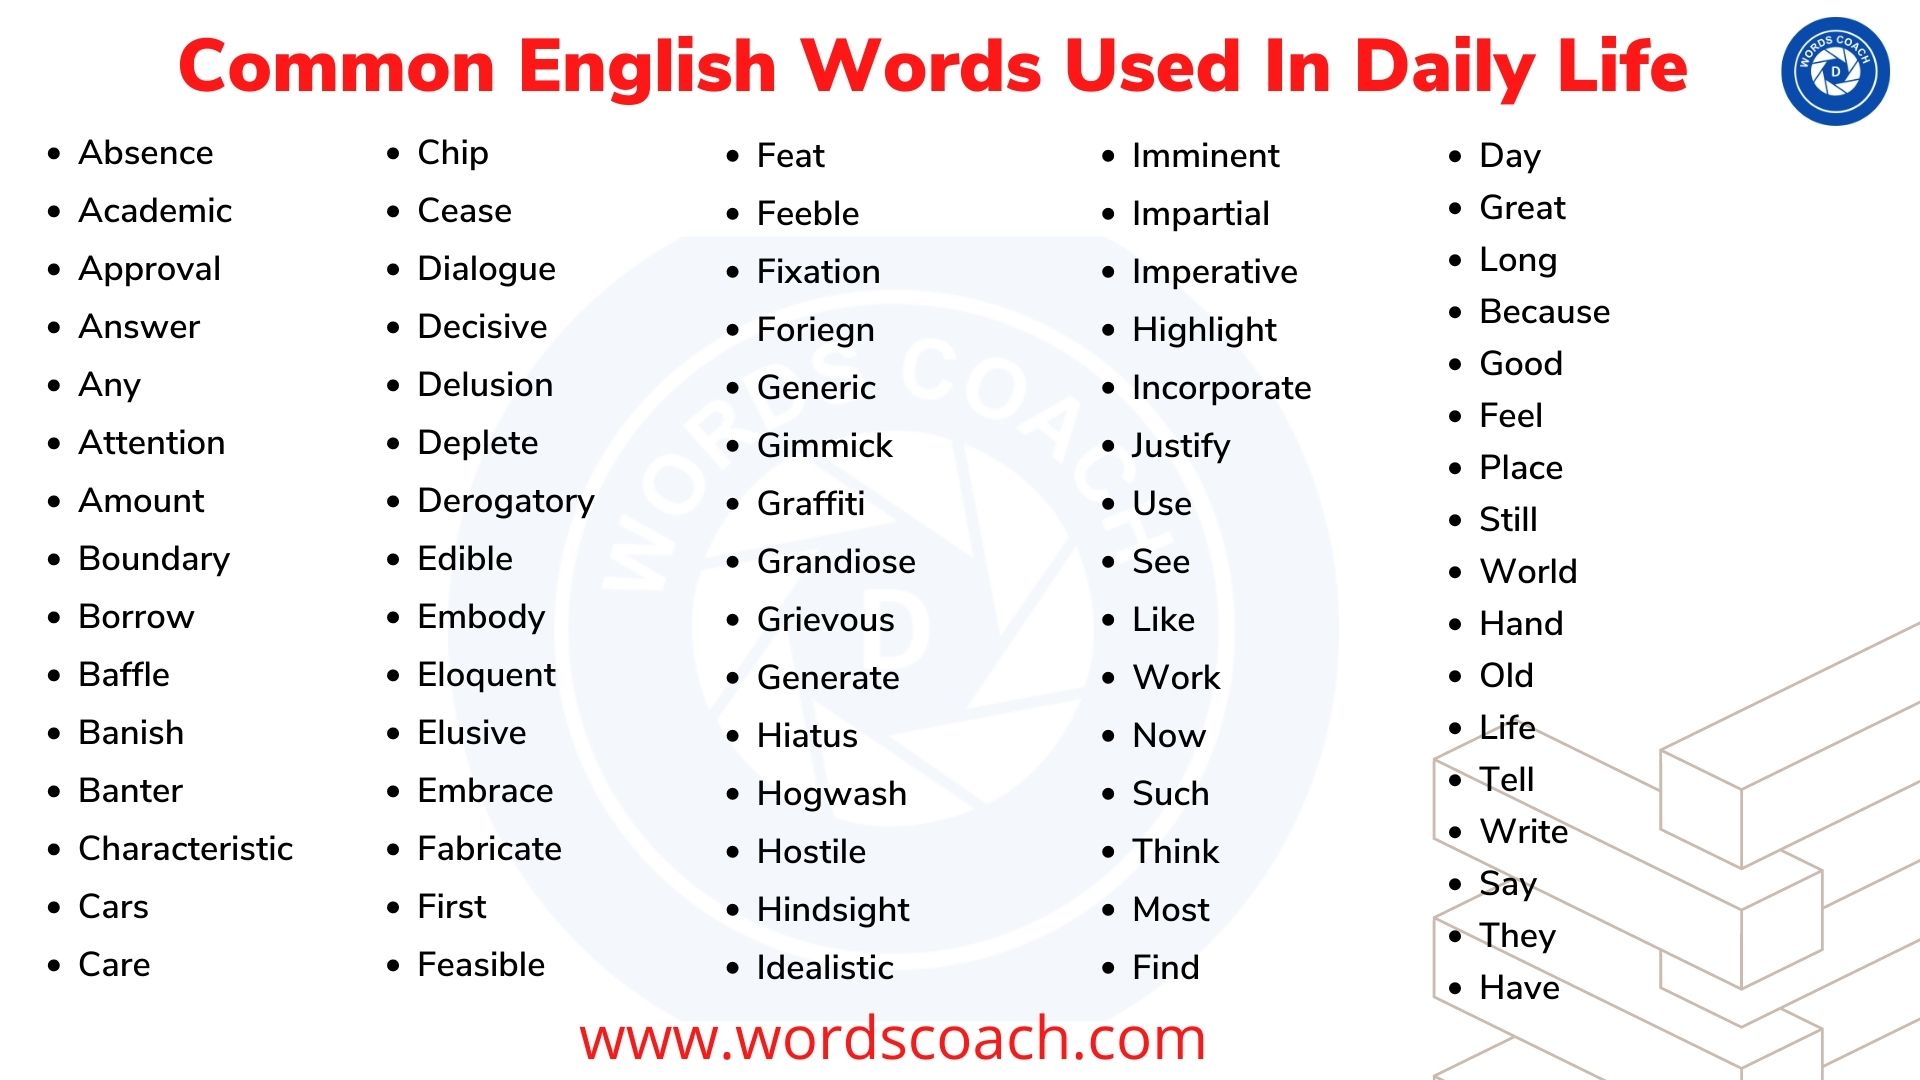 Common English Words Used In Daily Life
WORDS COACH
D
Absence
Academic
Approval
Answer
Any
Attention
Amount
Boundary
Borrow
Baffle
Banish
Banter
Characteristic
Cars
Care
Chip
Cease
Dialogue
Decisive
Delusion
Deplete
Derogatory
Edible
Embody
Eloquent
Elusive
Embrace
Fabricate
First
Feasible
Feat
Feeble
Fixation
Foriegn
Generic
Gimmick
Graffiti
Grandiose
Grievous
Generate
Hiatus
Hogwash
Hostile
Hindsight
Idealistic
Imminent
Impartial
Imperative
Highlight
Incorporate
Justify
Use
See
Like
Work
Now
Such
Think
Most
Find
Day
Great
Long
Because
Good
Feel
Place
Still
World
Hand
Old
Life
Tell
Write
Say
They
Have
WORDS COACH
D
www.wordscoach.com